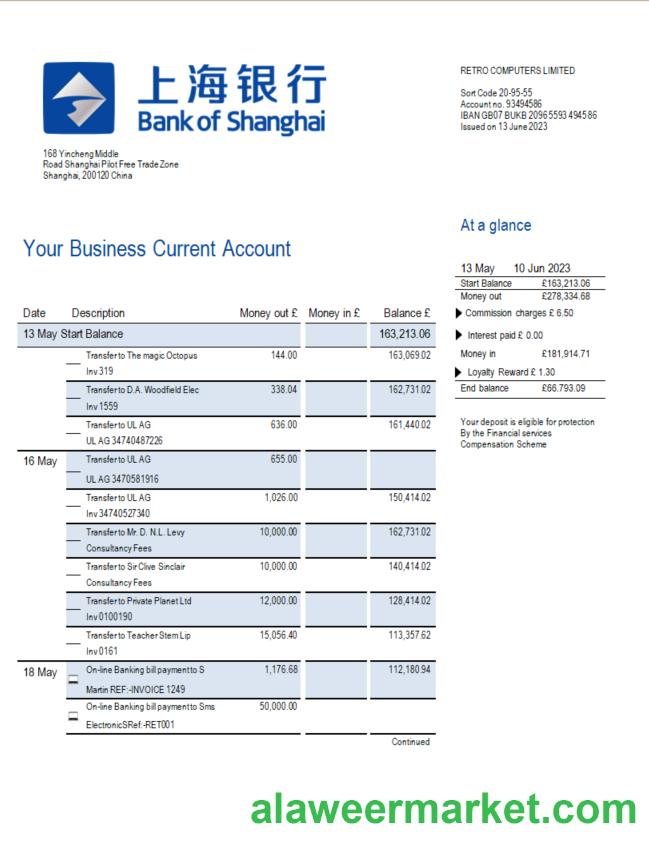 上海银行
Bank of Shanghai
168 Yincheng Middle
Road Shanghai Pilot Free Trade Zone
Shanghai, 200120 China
RETRO COMPUTERS LIMITED
Sort Code 20-95-55
Account no. 93494586
IBAN GB07 BUKB 20965593 494586
Issued on 13 June 2023
At a glance
13 May 10 Jun 2023
Start Balance £163,213.06
Money out £278,334.68
Commission charges £ 6.50
Interest paid £ 0.00
Money in £181,914.71
Loyalty Reward £ 1.30
End balance £66.793.09
Your deposit is eligible for protection
By the Financial services
Compensation Scheme
Your Business Current Account
Date Description Money out £ Money in £ Balance £
13 May Start Balance 163,213.06
Transfer to The magic Octopus 144.00 163,069.02
Inv 319
Transfer to D.A. Woodfield Elec 338.04 162,731.02
Inv 1559
Transfer to UL AG 636.00 161,440.02
UL AG 34740487226
16 May Transfer to UL AG 655.00
UL AG 3470581916
Transfer to UL AG 1,026.00 150,414.02
Inv 34740527340
Transfer to Mr. D. N.L. Levy 10,000.00 162,731.02
Consultancy Fees
Transfer to Sir Clive Sinclair 10,000.00 140,414.02
Consultancy Fees
Transfer to Private Planet Ltd 12,000.00 128,414.02
Inv 0100190
Transfer to Teacher Stem Lip 15,056.40 113,357.62
Inv 0161
18 May On-line Banking bill payment to S 1,176.68 112,180.94
Martin REF:-INVOICE 1249
On-line Banking bill payment to Sms 50,000.00
ElectronicSRef:-RET001
Continued
alaweermarket.com